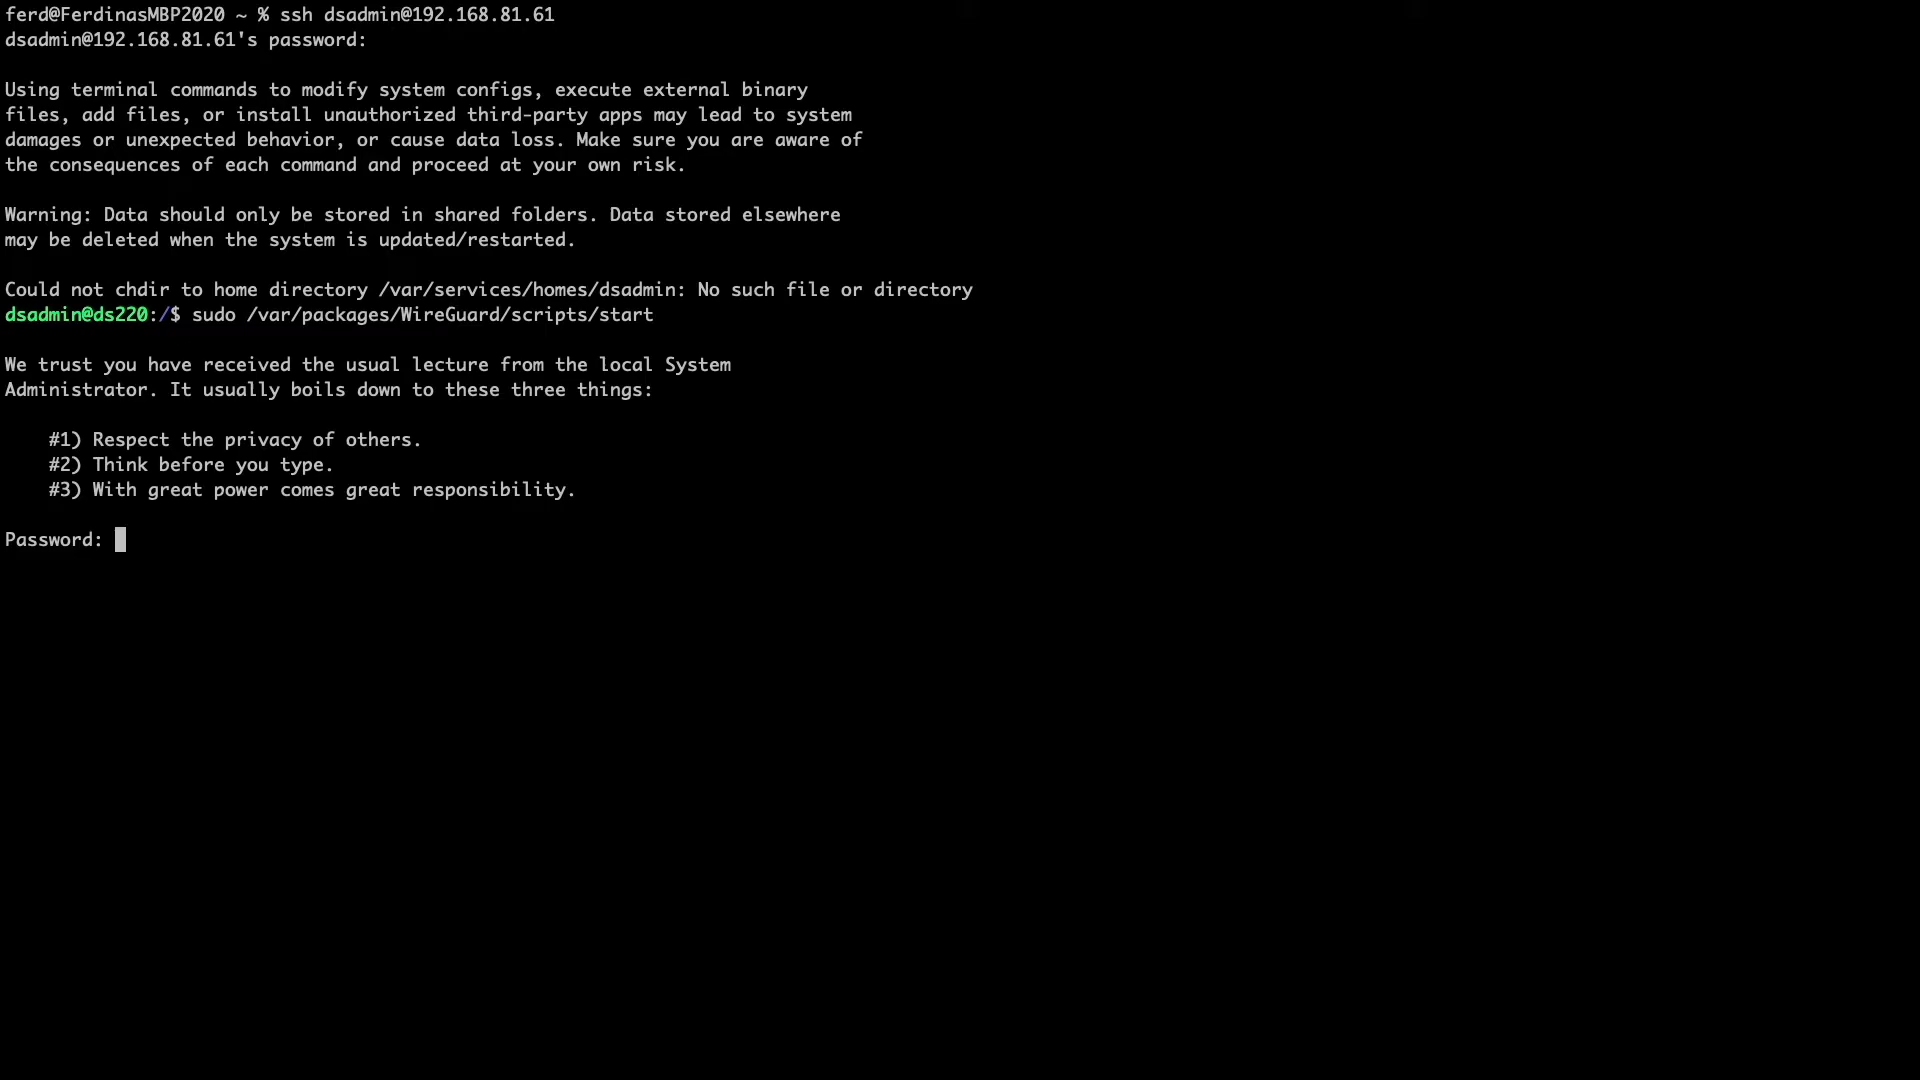 ferd@FerdinasMBP2020 ~ % ssh dsadmin@192.168.81.61
dsadmin@192.168.81.61's password:
Using terminal commands to modify system configs, execute external binary
files, add files, or install unauthorized third-party apps may lead to system
damages or unexpected behavior, or cause data loss. Make sure you are aware of
the consequences of each command and proceed at your own risk.
Warning: Data should only be stored in shared folders. Data stored elsewhere
may be deleted when the system is updated/restarted.
Could not chdir to home directory /var/services/homes/dsadmin: No such file or directory
dsadmin@ds220:/$ sudo /var/packages/WireGuard/scripts/start
We trust you have received the usual lecture from the local System
Administrator. It usually boils down to these three things:
#1) Respect the privacy of others.
#2) Think before you type.
#3) With great power comes great responsibility.
Password: